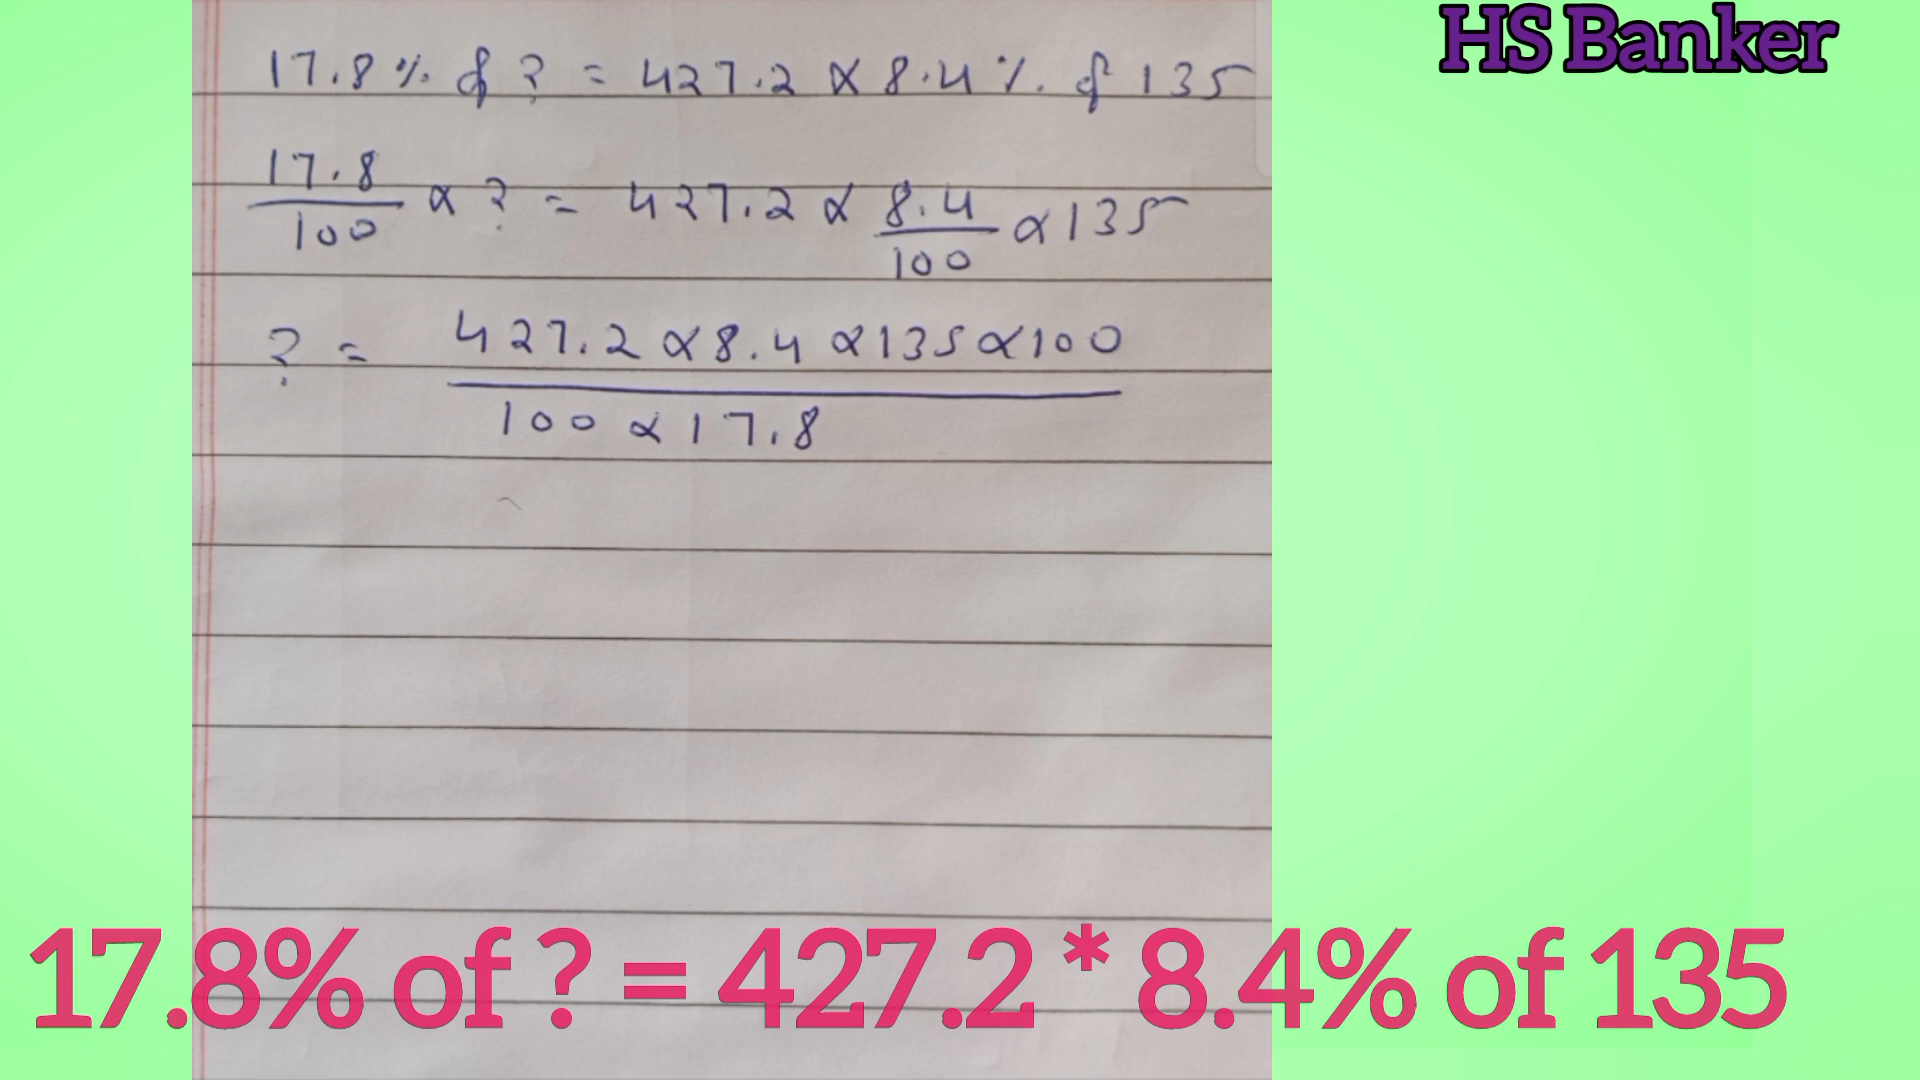 HS Banker
17.8% of ? = 427.2 × 8.4% of 135
17.8/100 × ? = 427.2 × 8.4/100 × 135
? = 427.2 × 8.4 × 135 × 100
100 × 17.8
17.8% of ? = 427.2 * 8.4% of 135